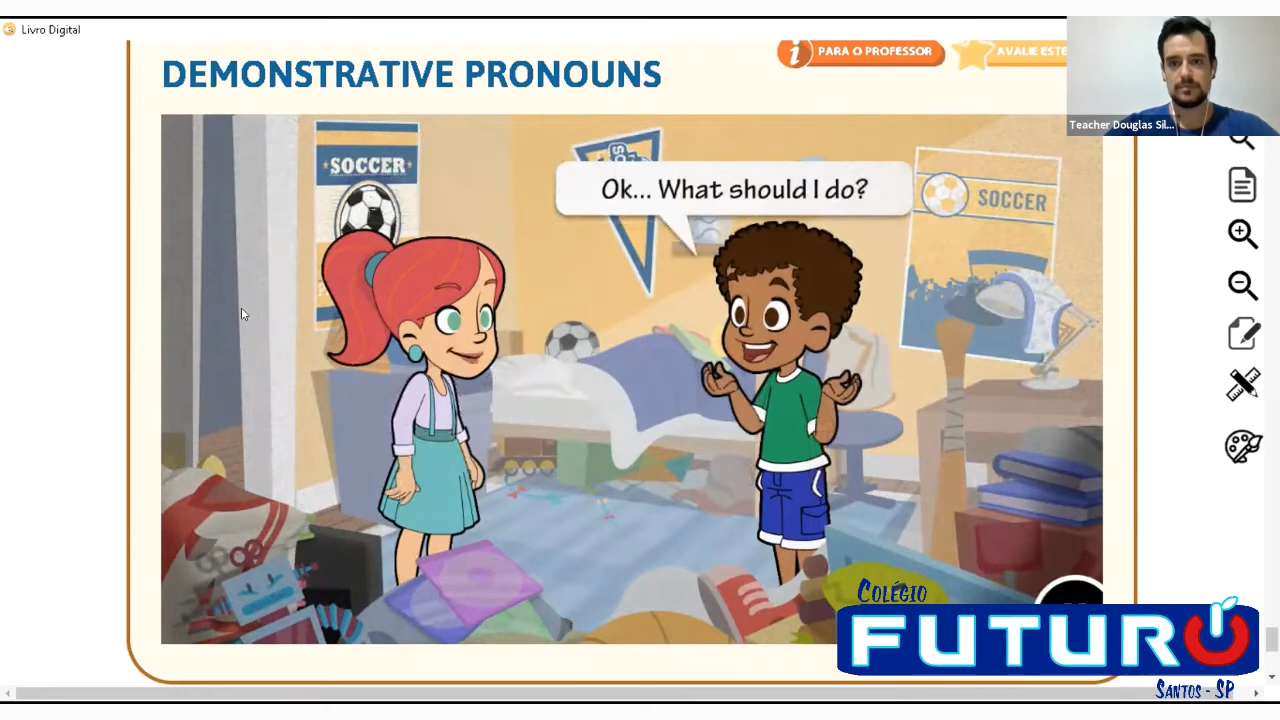 Livro Digital
PARA O PROFESSOR
AVALIE ESTE
DEMONSTRATIVE PRONOUNS
Teacher Douglas Sil...
SOCCER
Ok... What should I do?
SOCCER
COLÉGIO
FUTURO
SANTOS - SP